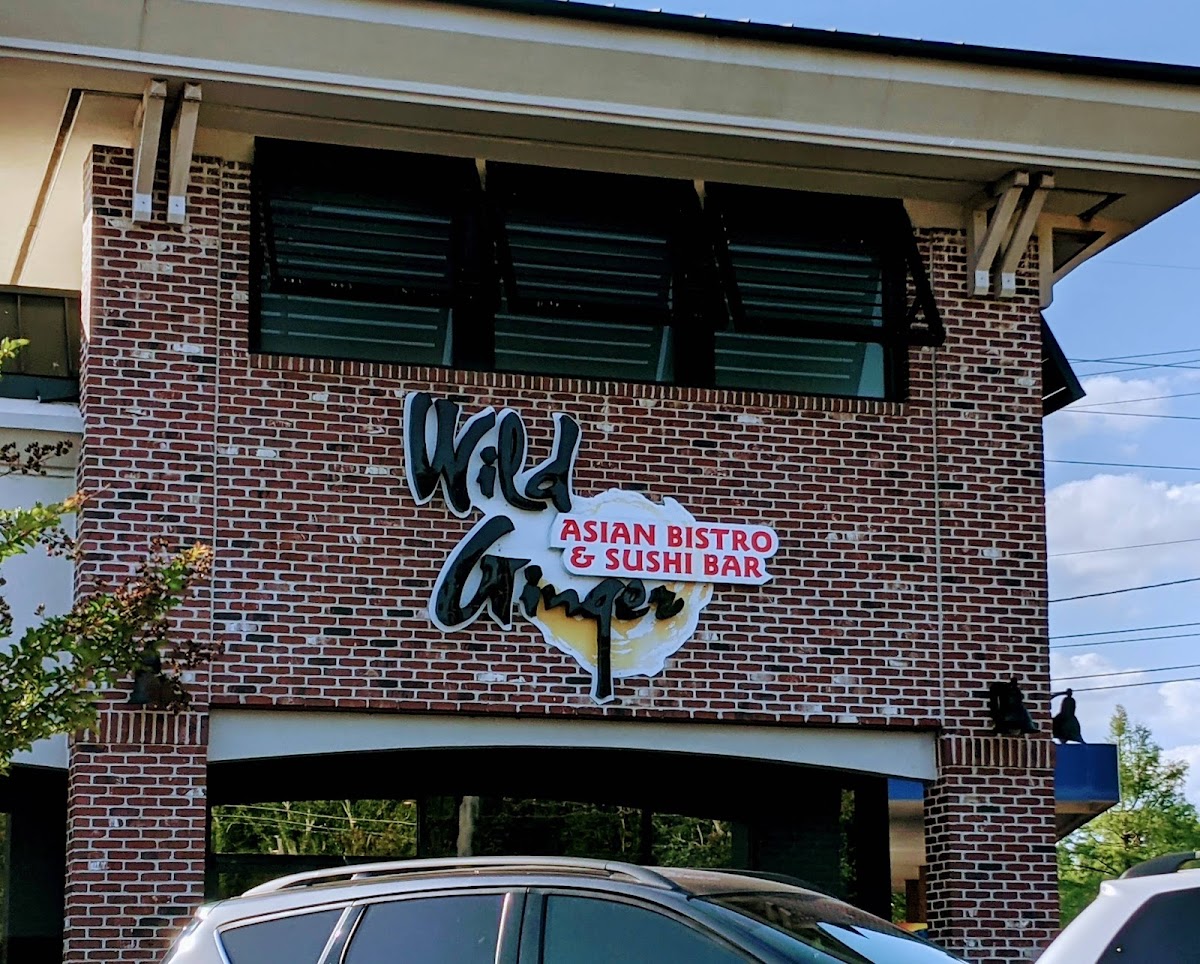 Wild
Ginger
ASIAN BISTRO
& SUSHI BAR